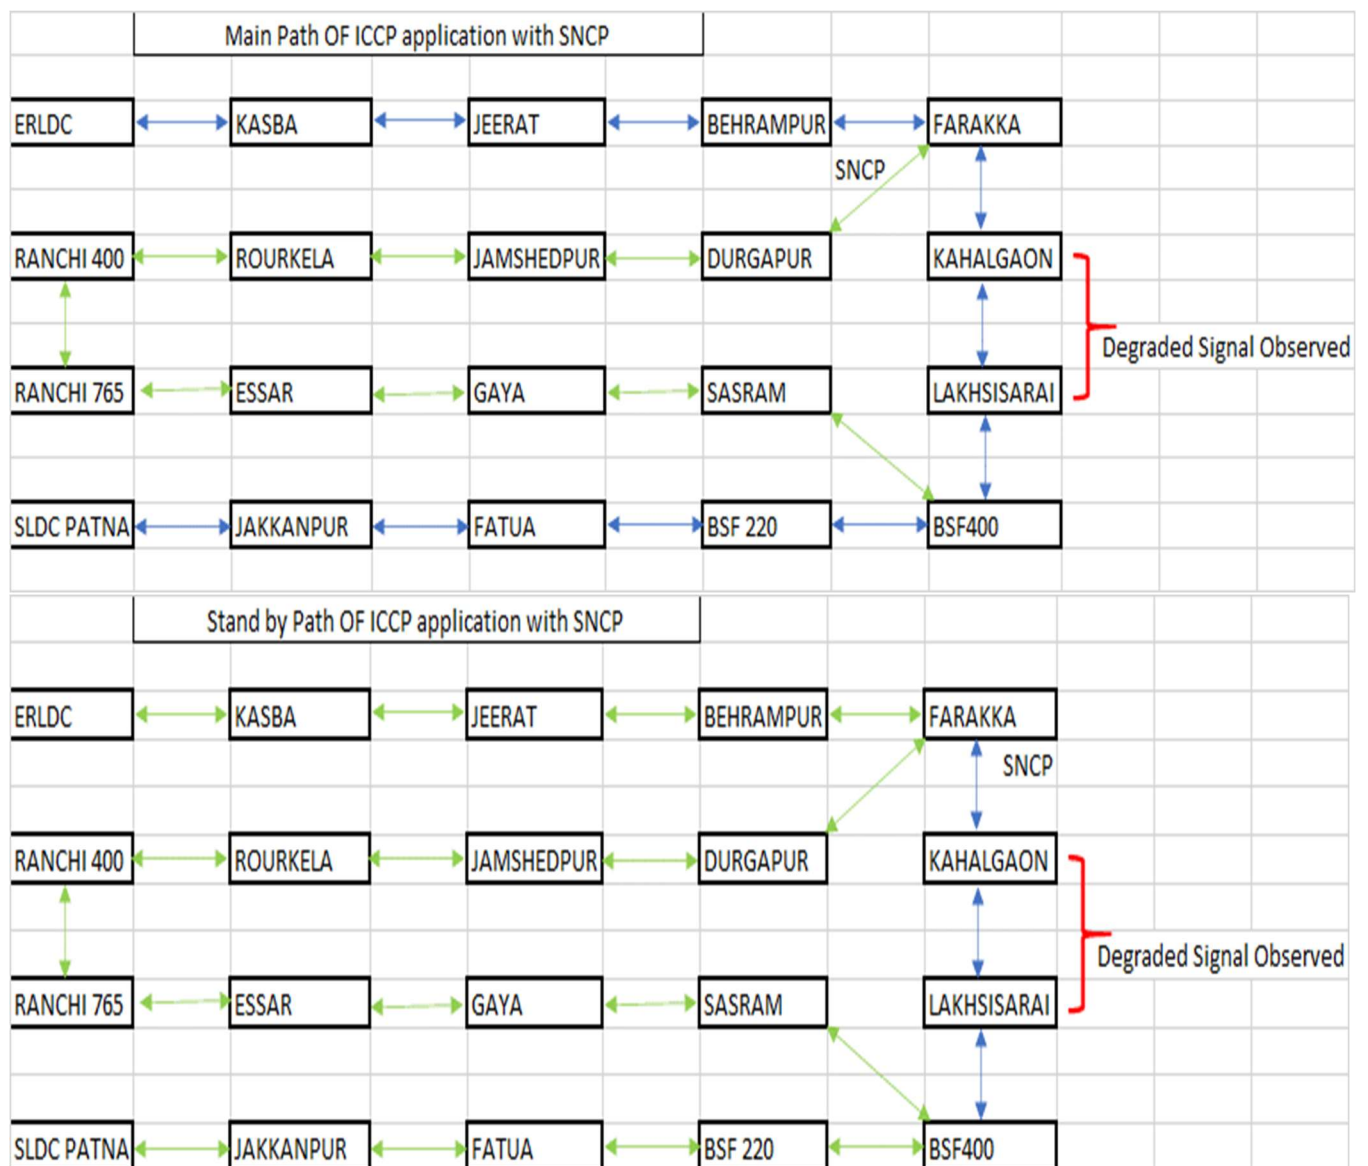 Main Path OF ICCP application with SNCP
ERLDC KASBA JEERAT BEHRAMPUR FARAKKA
SNCP
RANCHI 400 ROURKELA JAMSHEDPUR DURGAPUR KAHALGAON
Degraded Signal Observed
RANCHI 765 ESSAR GAYA SASRAM LAKHSISARAI
SLDC PATNA JAKKANPUR FATUA BSF 220 BSF400
Stand by Path OF ICCP application with SNCP
ERLDC KASBA JEERAT BEHRAMPUR FARAKKA
SNCP
RANCHI 400 ROURKELA JAMSHEDPUR DURGAPUR KAHALGAON
Degraded Signal Observed
RANCHI 765 ESSAR GAYA SASRAM LAKHSISARAI
SLDC PATNA JAKKANPUR FATUA BSF 220 BSF400